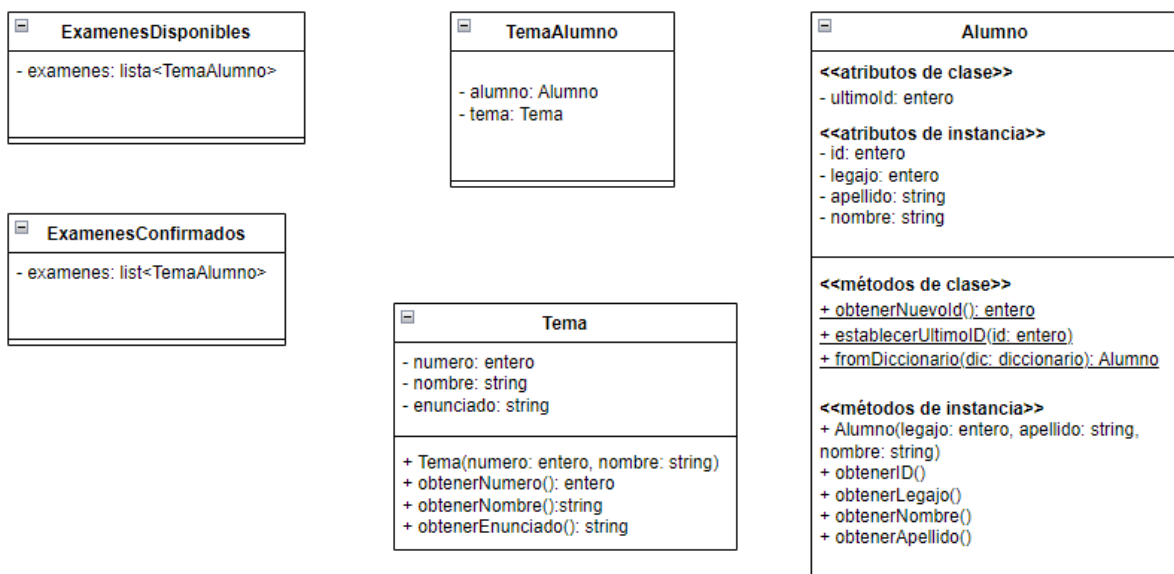 ExamenesDisponibles
- examenes: lista<TemaAlumno>
TemaAlumno
- alumno: Alumno
- tema: Tema
Alumno
<<atributos de clase>>
- ultimoId: entero
<<atributos de instancia>>
- id: entero
- legajo: entero
- apellido: string
- nombre: string
<<métodos de clase>>
+ obtenerNuevoId(): entero
+ establecerUltimoID(id: entero)
+ fromDiccionario(dic: diccionario): Alumno
<<métodos de instancia>>
+ Alumno(legajo: entero, apellido: string,
nombre: string)
+ obtenerID()
+ obtenerLegajo()
+ obtenerNombre()
+ obtenerApellido()
ExamenesConfirmados
- examenes: list<TemaAlumno>
Tema
- numero: entero
- nombre: string
- enunciado: string
+ Tema(numero: entero, nombre: string)
+ obtenerNumero(): entero
+ obtenerNombre():string
+ obtenerEnunciado(): string